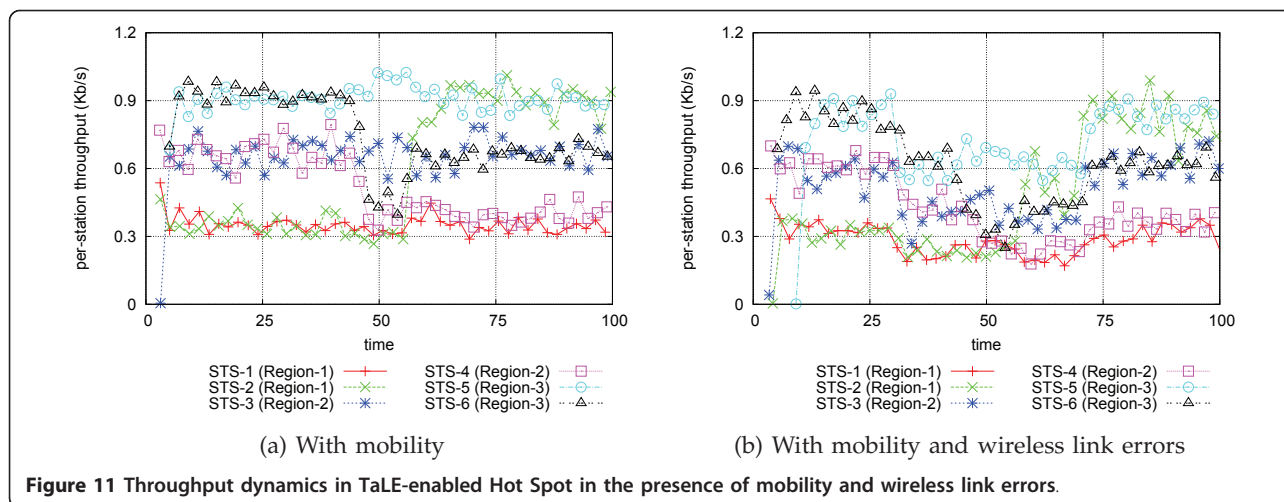 1.2
0.9
0.6
0.3
0
0 25 50 75 100
per-station throughput (Kb/s)
time
STS-1 (Region-1)
STS-2 (Region-1)
STS-3 (Region-2)
STS-4 (Region-2)
STS-5 (Region-3)
STS-6 (Region-3)
(a) With mobility
1.2
0.9
0.6
0.3
0
0 25 50 75 100
per-station throughput (Kb/s)
time
STS-1 (Region-1)
STS-2 (Region-1)
STS-3 (Region-2)
STS-4 (Region-2)
STS-5 (Region-3)
STS-6 (Region-3)
(b) With mobility and wireless link errors
Figure 11 Throughput dynamics in TaLE-enabled Hot Spot in the presence of mobility and wireless link errors.